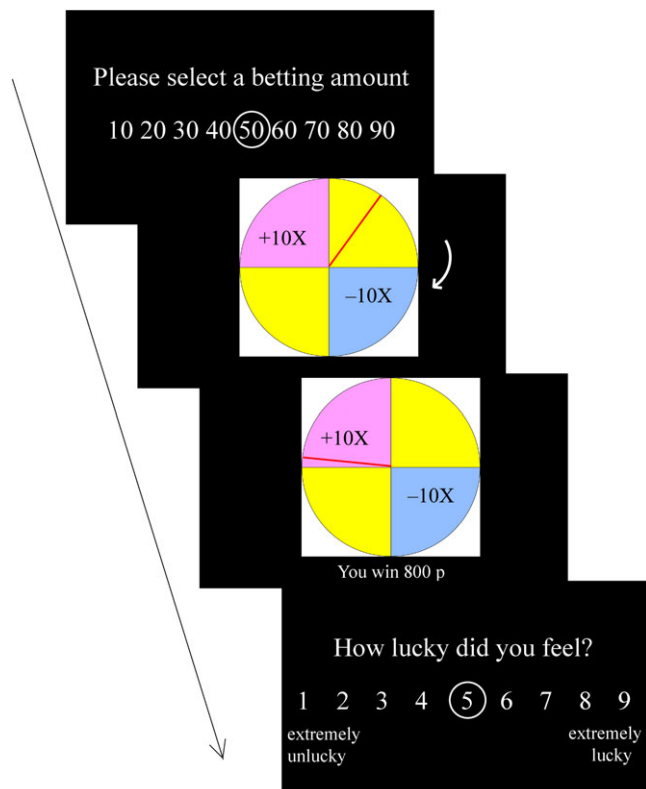 Please select a betting amount
10 20 30 40 50 60 70 80 90
+10X
–10X
+10X
–10X
You win 800 p
How lucky did you feel?
1 2 3 4 5 6 7 8 9
extremely extremely
unlucky lucky